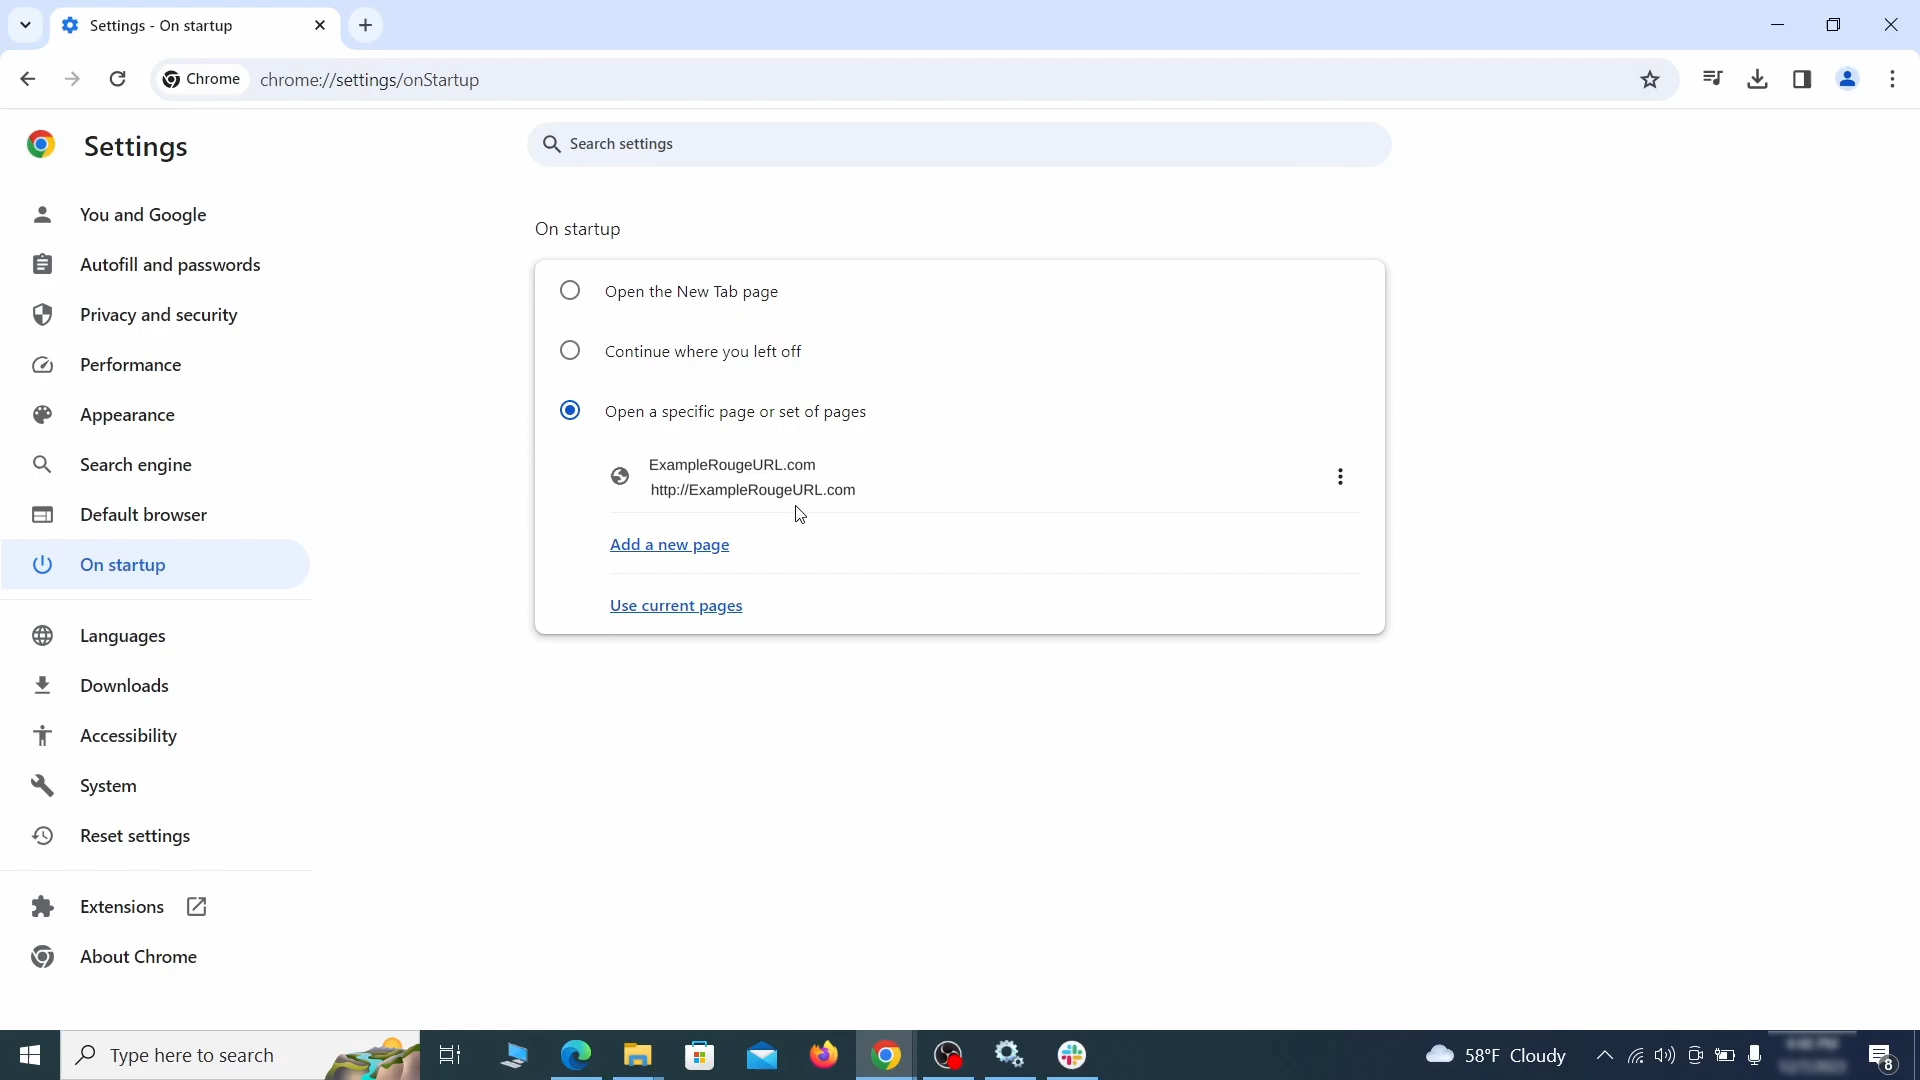 Settings - On startup
Chrome
chrome://settings/onStartup
Settings
Search settings
You and Google
Autofill and passwords
Privacy and security
Performance
Appearance
Search engine
Default browser
On startup
Languages
Downloads
Accessibility
System
Reset settings
Extensions
About Chrome
On startup
Open the New Tab page
Continue where you left off
Open a specific page or set of pages
ExampleRougeURL.com
http://ExampleRougeURL.com
Add a new page
Use current pages
Type here to search
58°F Cloudy
8